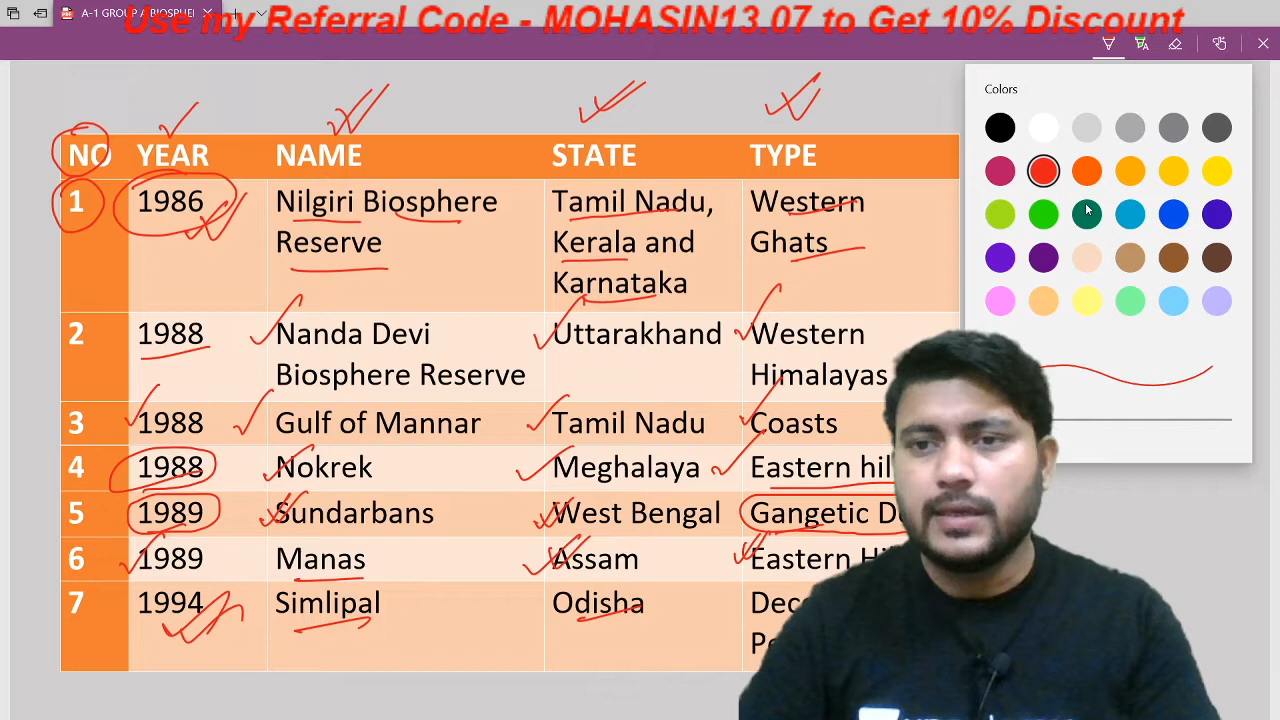 A-1 GROUP A BIOSPHE
Use my Referral Code - MOHASIN13.07 to Get 10% Discount
Colors
NO YEAR NAME STATE TYPE
1 1986 Nilgiri Biosphere Reserve Tamil Nadu, Kerala and Karnataka Western Ghats
2 1988 Nanda Devi Biosphere Reserve Uttarakhand Western Himalayas
3 1988 Gulf of Mannar Tamil Nadu Coasts
4 1988 Nokrek Meghalaya Eastern hil
5 1989 Sundarbans West Bengal Gangetic D
6 1989 Manas Assam Eastern Hi
7 1994 Simlipal Odisha Dec